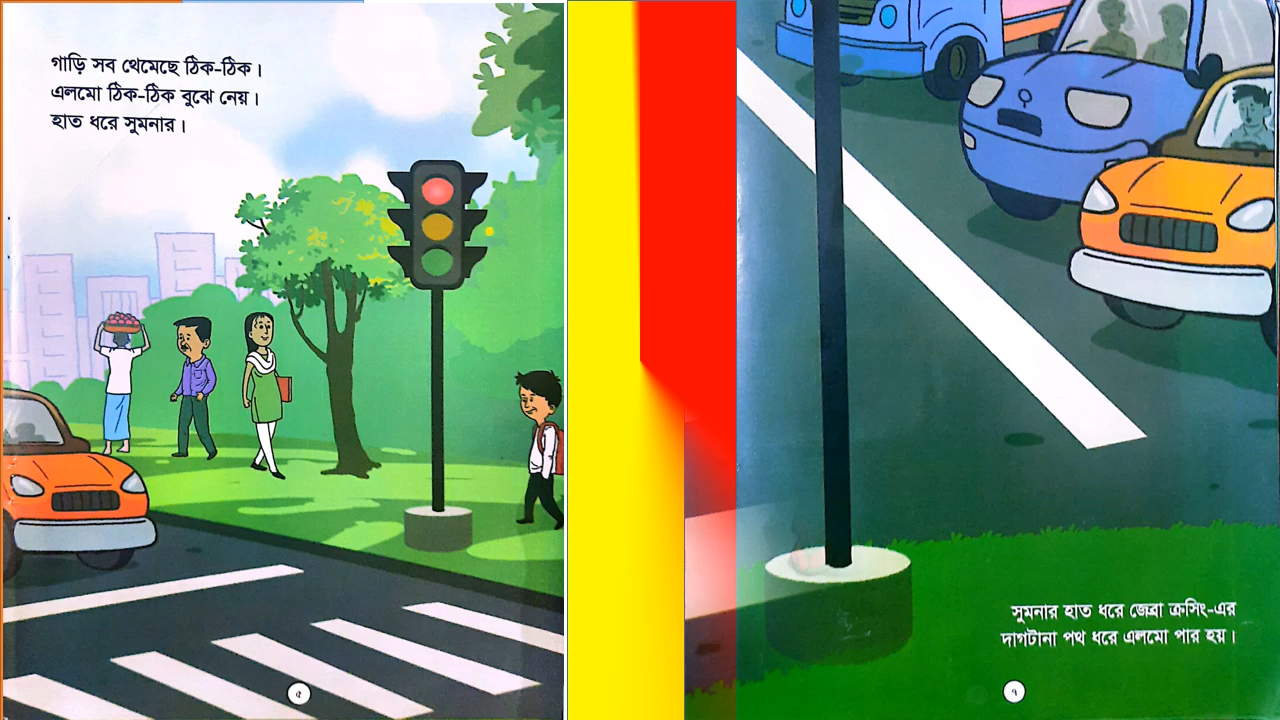 গাড়ি সব থেমেছে ঠিক-ঠিক।
এলমো ঠিক-ঠিক বুঝে নেয়।
হাত ধরে সুমনার।
৫
সুমনার হাত ধরে জেব্রা ক্রসিং-এর
দাগটানা পথ ধরে এলমো পার হয়।
৭